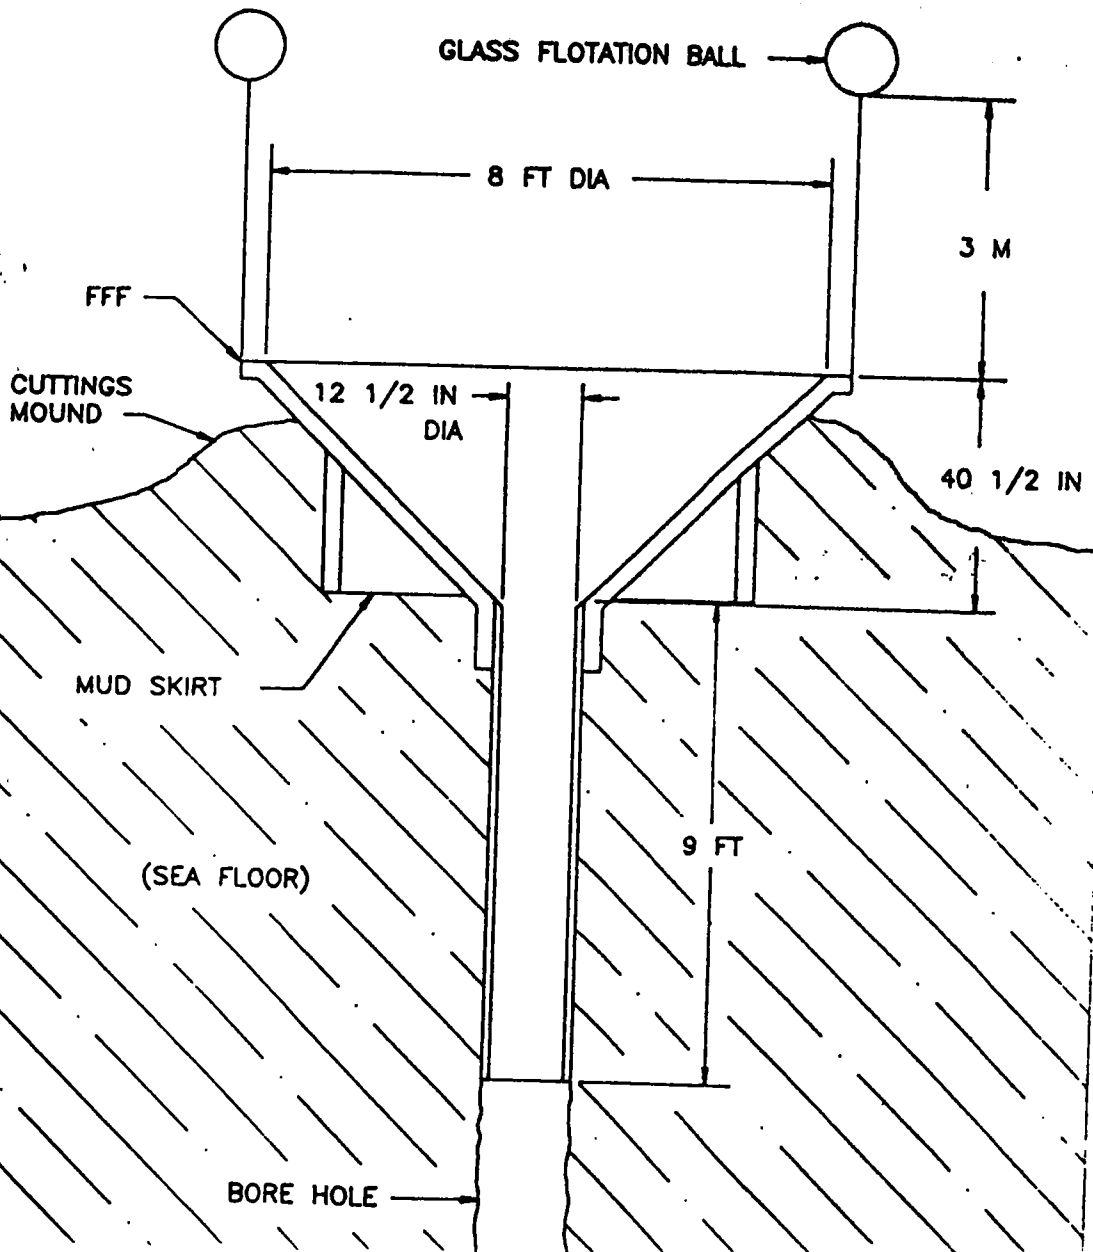 GLASS FLOTATION BALL
8 FT DIA
3 M
FFF
CUTTINGS
MOUND
12 1/2 IN
DIA
40 1/2 IN
MUD SKIRT
9 FT
(SEA FLOOR)
BORE HOLE